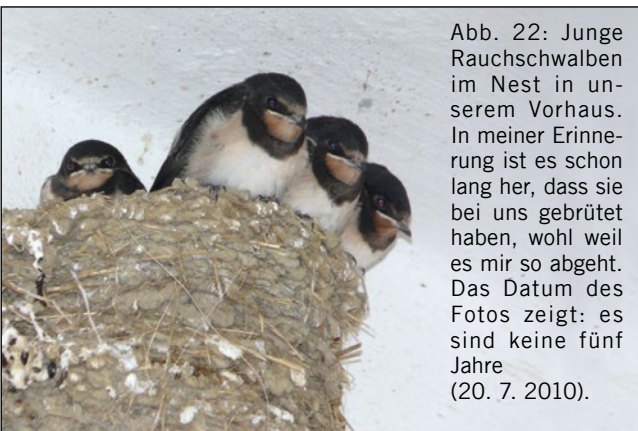 Abb. 22: Junge
Rauchschwalben
im Nest in un-
serem Vorhaus.
In meiner Erinne-
rung ist es schon
lang her, dass sie
bei uns gebrütet
haben, wohl weil
es mir so abgeht.
Das Datum des
Fotos zeigt: es
sind keine fünf
Jahre
(20. 7. 2010).